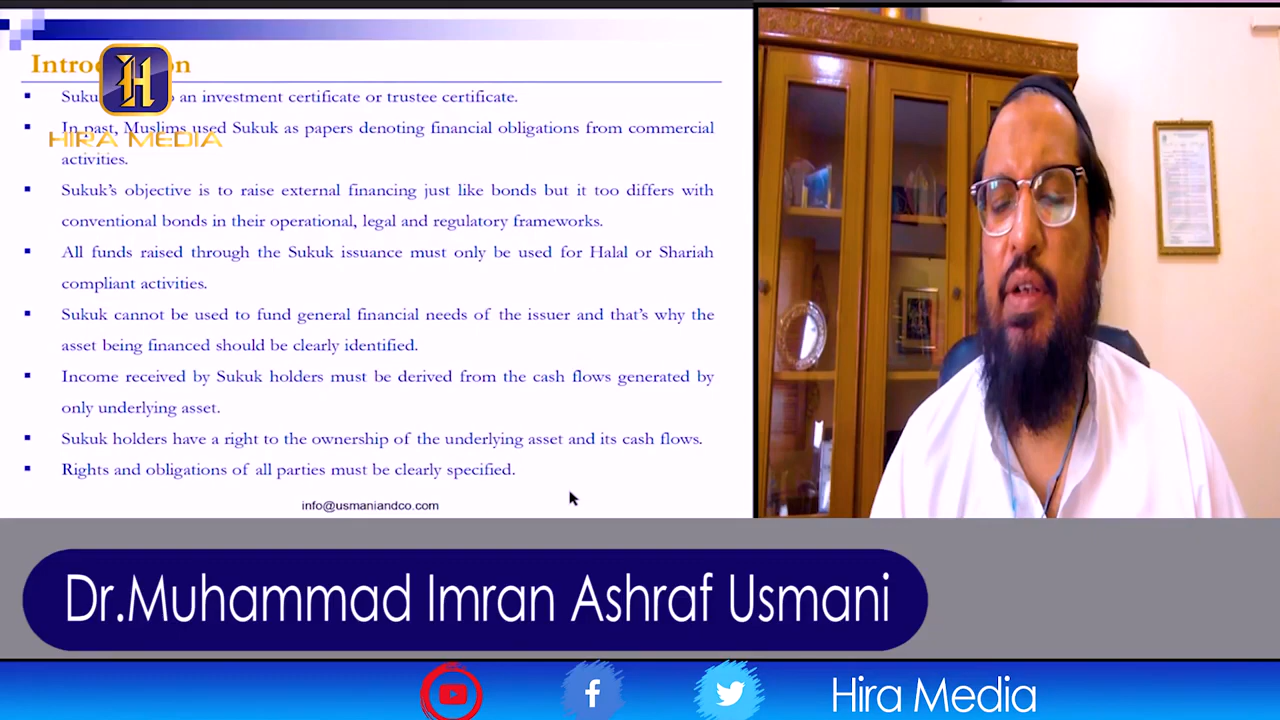 Introduction
H
HIRA MEDIA
an investment certificate or trustee certificate.
In past, Muslims used Sukuk as papers denoting financial obligations from commercial
activities.
Sukuk's objective is to raise external financing just like bonds but it too differs with
conventional bonds in their operational, legal and regulatory frameworks.
All funds raised through the Sukuk issuance must only be used for Halal or Shariah
compliant activities.
Sukuk cannot be used to fund general financial needs of the issuer and that's why the
asset being financed should be clearly identified.
Income received by Sukuk holders must be derived from the cash flows generated by
only underlying asset.
Sukuk holders have a right to the ownership of the underlying asset and its cash flows.
Rights and obligations of all parties must be clearly specified.
info@usmaniandco.com
Dr.Muhammad Imran Ashraf Usmani
Hira Media